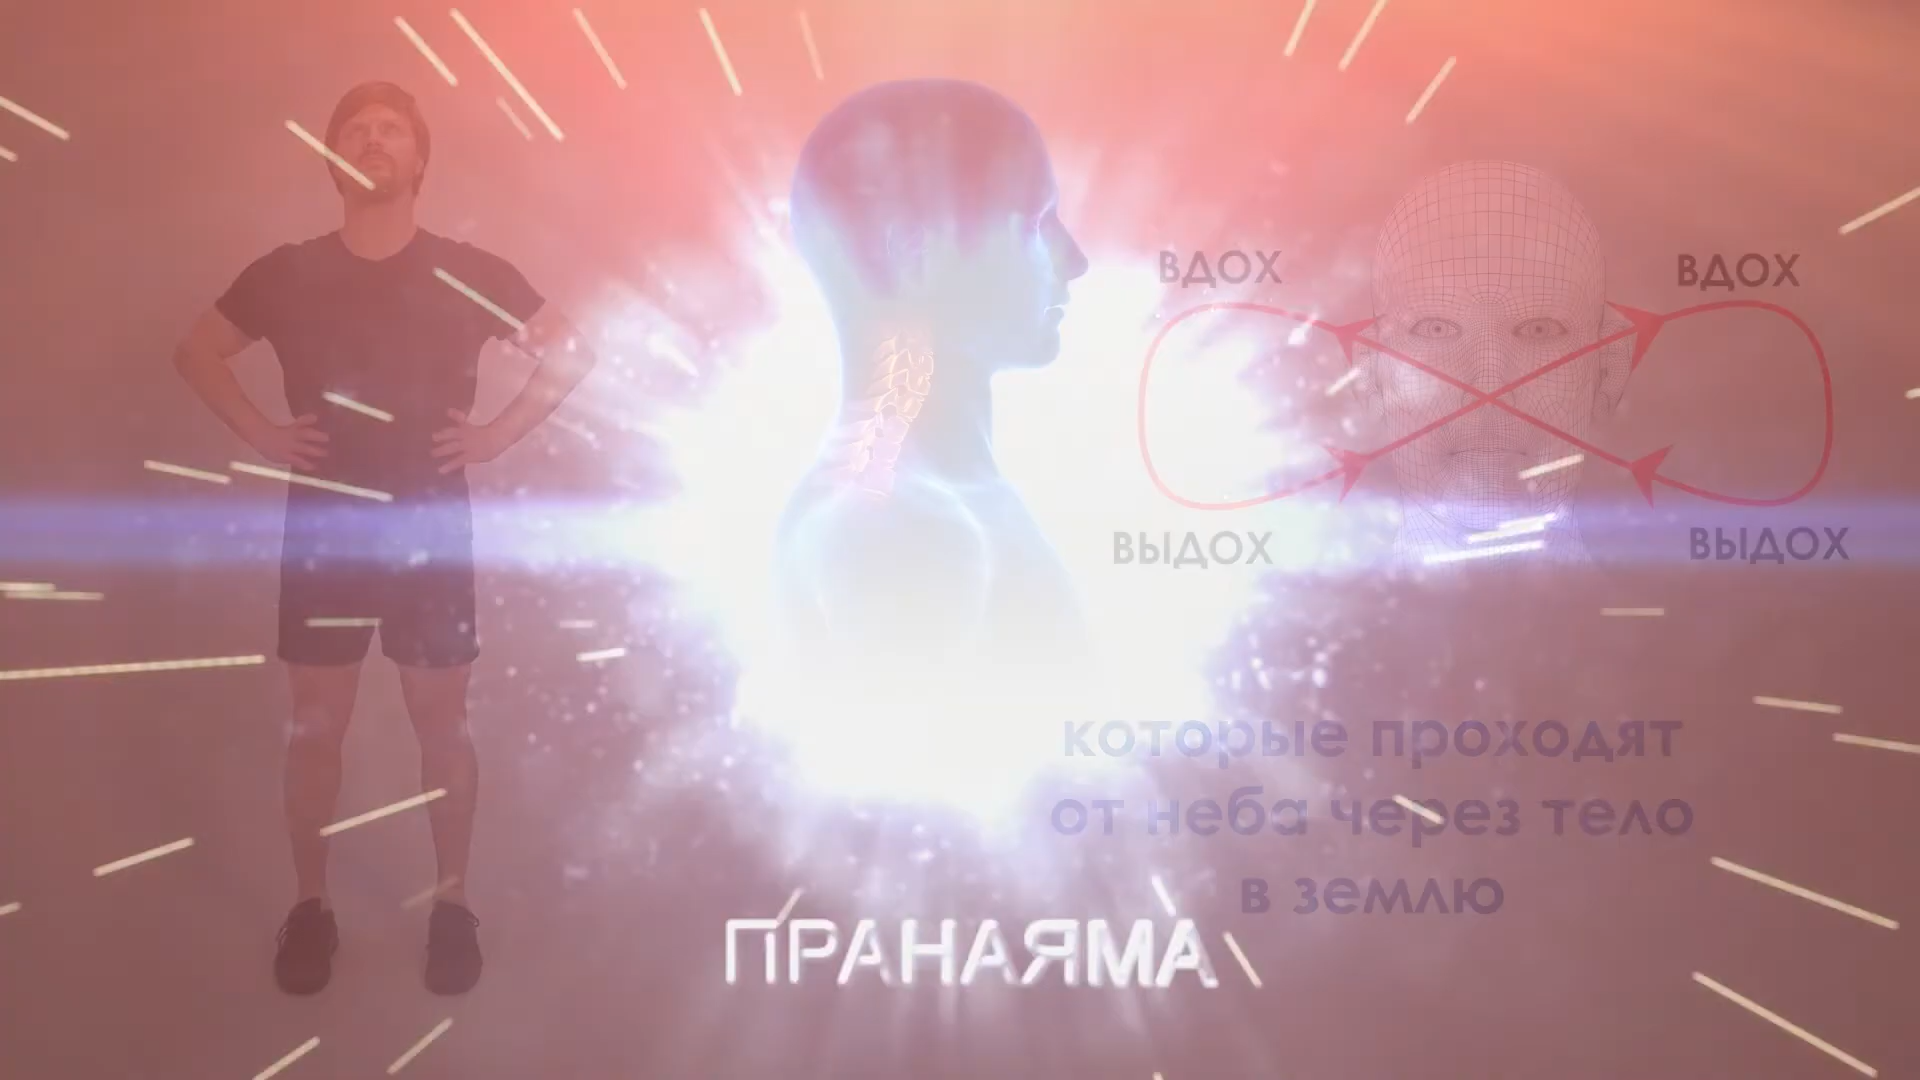 ВДОХ
ВДОХ
ВЫДОХ
ВЫДОХ
которые проходят
от неба через тело
в землю
ПРАНАЯМА